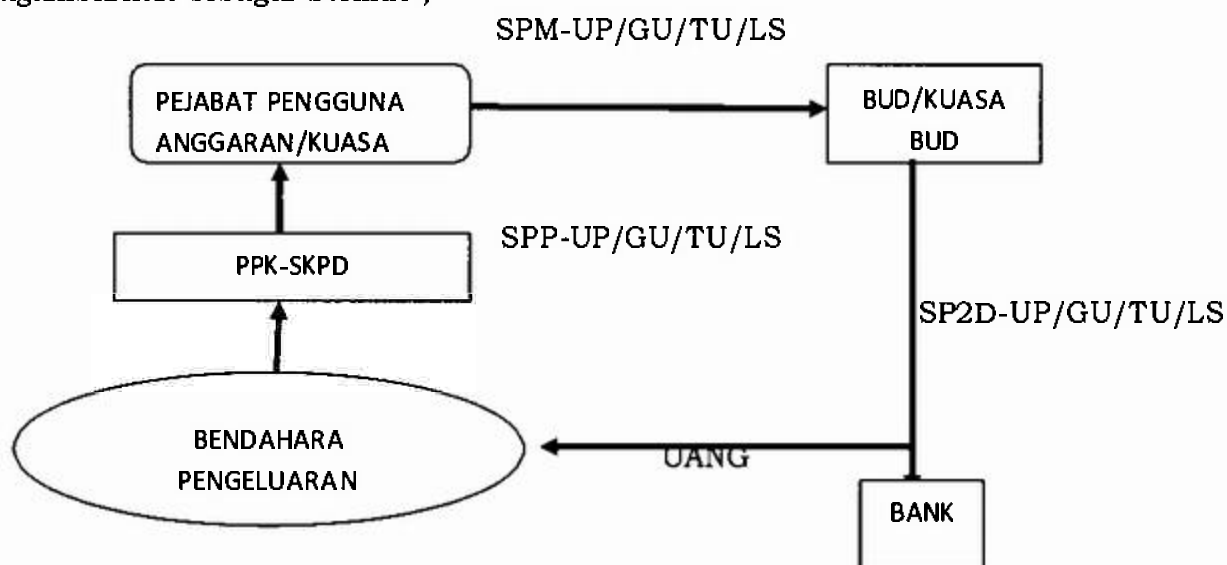 SPM-UP/GU/TU/LS
PEJABAT PENGGUNA
ANGGARAN/KUASA
BUD/KUASA
BUD
SPP-UP/GU/TU/LS
PPK-SKPD
SP2D-UP/GU/TU/LS
BENDAHARA
PENGELUARAN
UANG
BANK